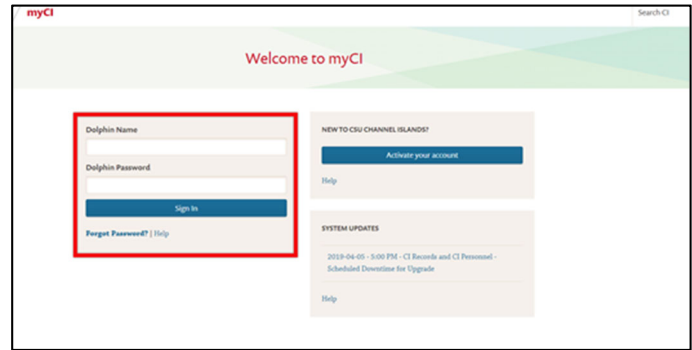 myCI
Search CI
Welcome to myCI
Dolphin Name
Dolphin Password
Sign In
Forgot Password? | Help
NEW TO CSU CHANNEL ISLANDS?
Activate your account
Help
SYSTEM UPDATES
2019-04-05 - 5:00 PM - CI Records and CI Personnel -
Scheduled Downtime for Upgrade
Help